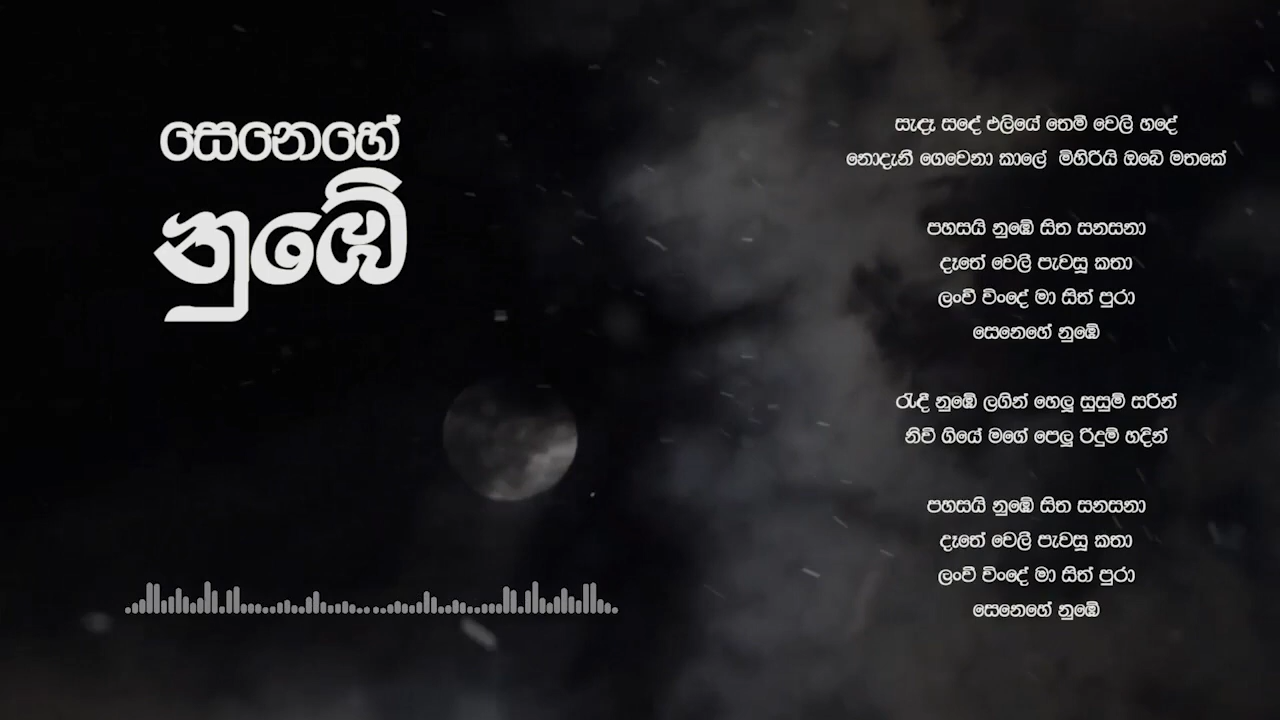 සෙනෙහේ
නුඹේ
සැඳෑ සඳේ එලියේ තෙමී වෙලී හදේ
නොදැනී ගෙවෙනා කාලේ මිහිරියි ඔබේ මතකේ
පහසයි නුඹේ සිත සනසනා
දෑතේ වෙලී පැවසූ කතා
ලංවී විංදේ මා සිත් පුරා
සෙනෙහේ නුඹේ
රැඳී නුඹේ ලගින් හෙලූ සුසුම් සරින්
නිවී ගියේ මගේ පෙලූ රිදුම් හදින්
පහසයි නුඹේ සිත සනසනා
දෑතේ වෙලී පැවසූ කතා
ලංවී විංදේ මා සිත් පුරා
සෙනෙහේ නුඹේ